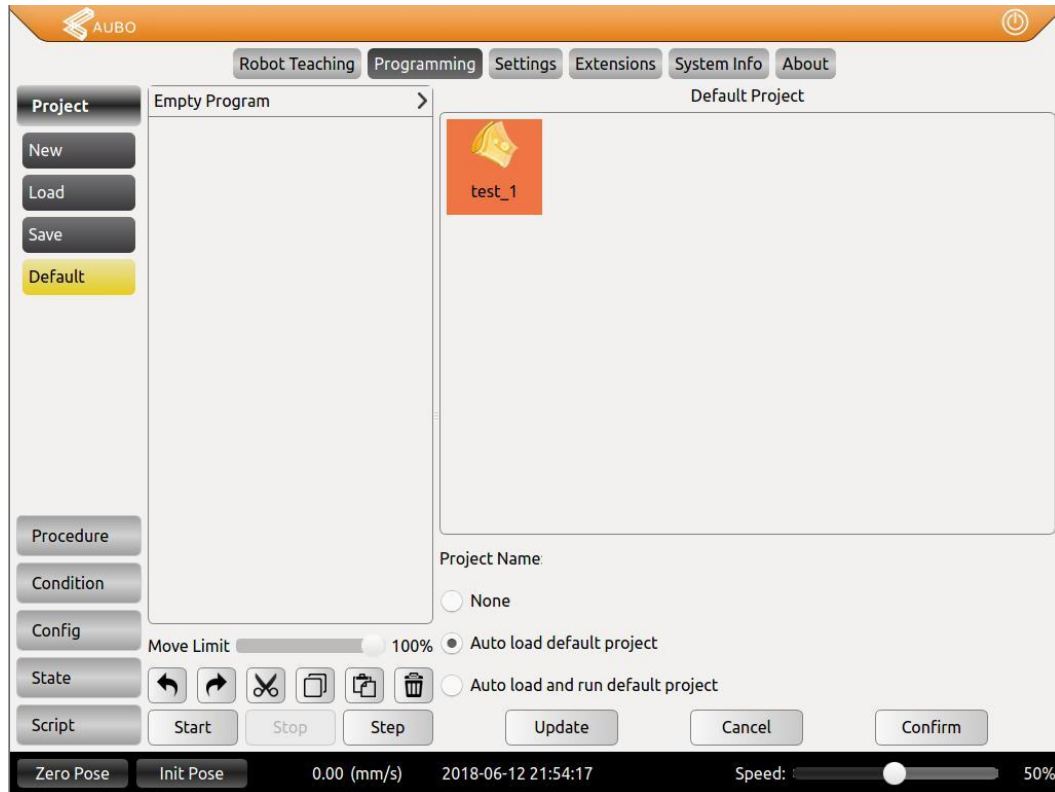 AUBO
Robot Teaching Programming Settings Extensions System Info About
Project
New
Load
Save
Default
Procedure
Condition
Config
State
Script
Empty Program
Move Limit 100%
Start Stop Step
Default Project
test_1
Project Name:
None
Auto load default project
Auto load and run default project
Update Cancel Confirm
Zero Pose Init Pose 0.00 (mm/s) 2018-06-12 21:54:17 Speed: 50%